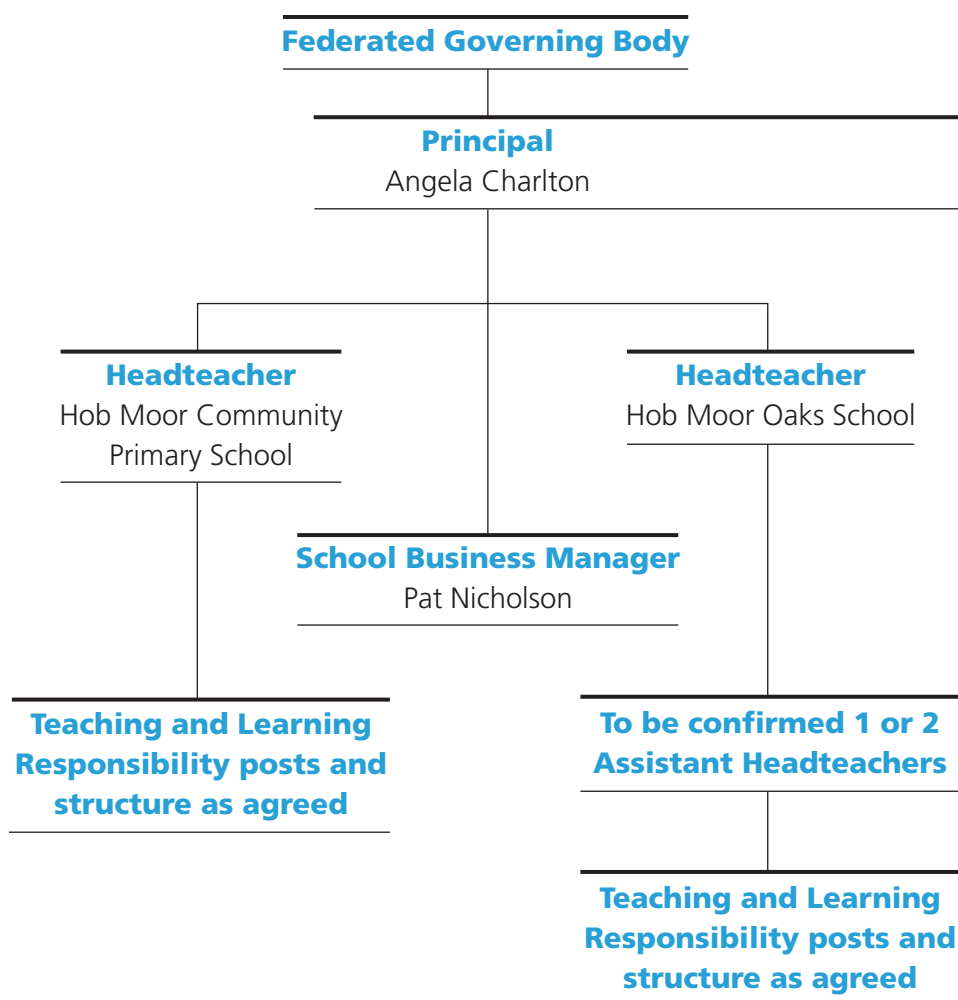 Federated Governing Body
Principal
Angela Charlton
Headteacher
Hob Moor Community
Primary School
Headteacher
Hob Moor Oaks School
School Business Manager
Pat Nicholson
Teaching and Learning
Responsibility posts and
structure as agreed
To be confirmed 1 or 2
Assistant Headteachers
Teaching and Learning
Responsibility posts and
structure as agreed